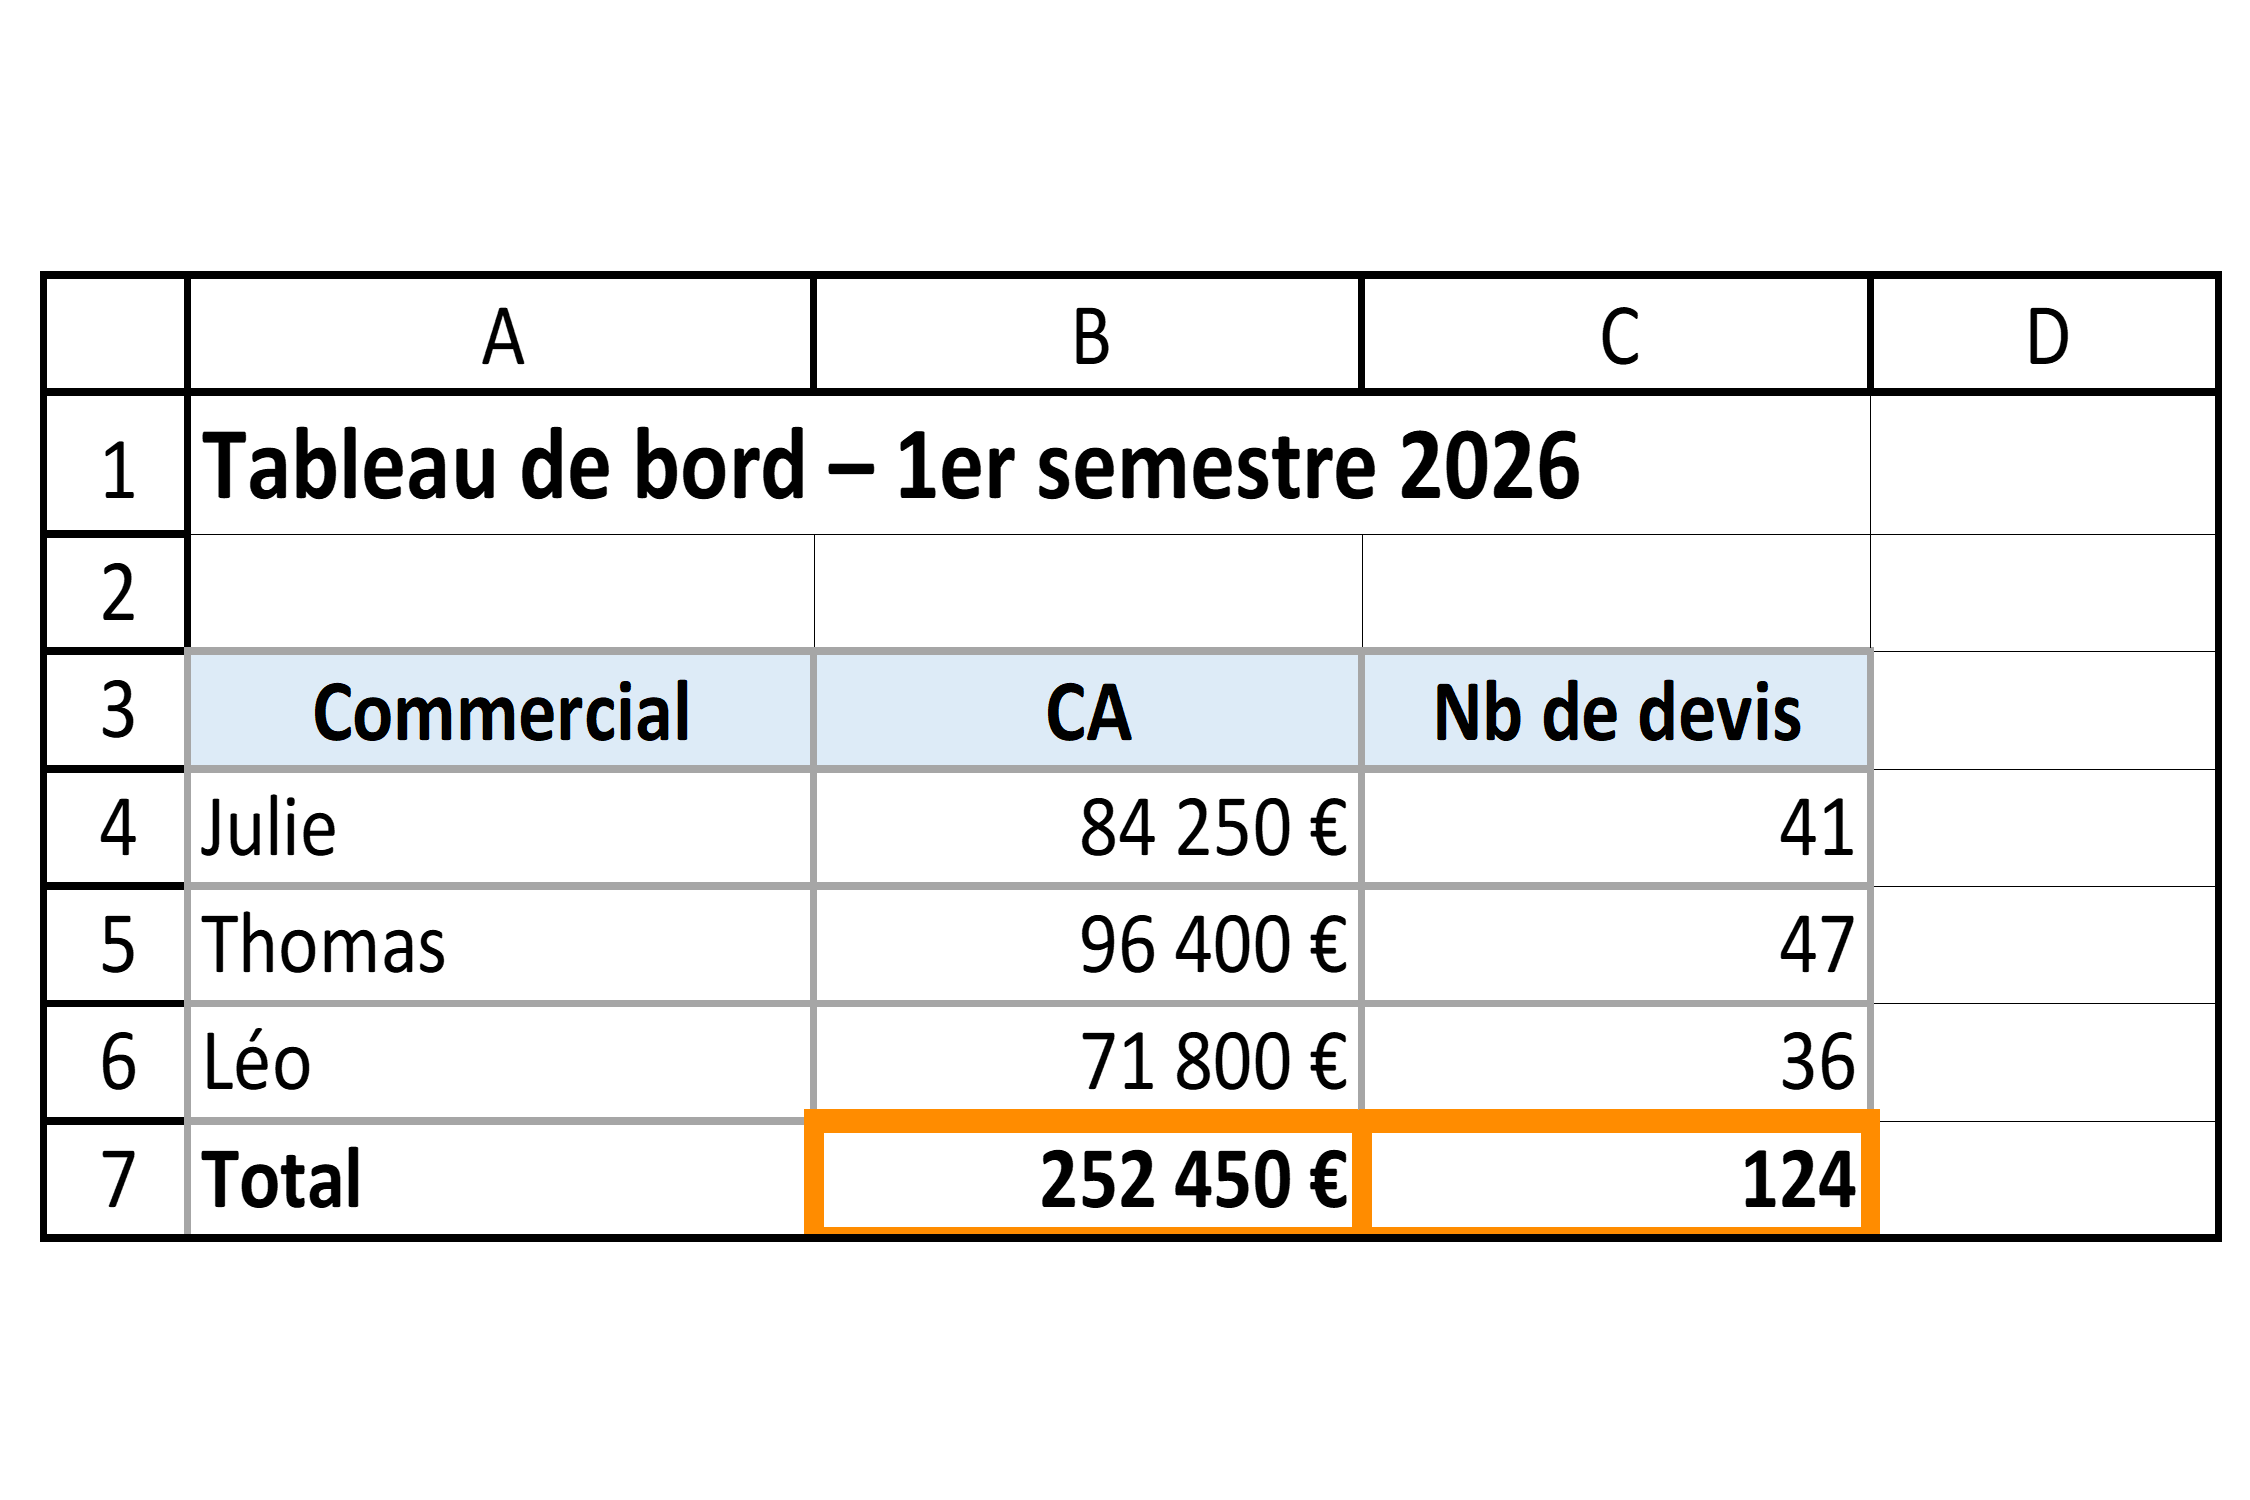 A B C D
1 Tableau de bord – 1er semestre 2026
2
3 Commercial CA Nb de devis
4 Julie 84 250 € 41
5 Thomas 96 400 € 47
6 Léo 71 800 € 36
7 Total 252 450 € 124